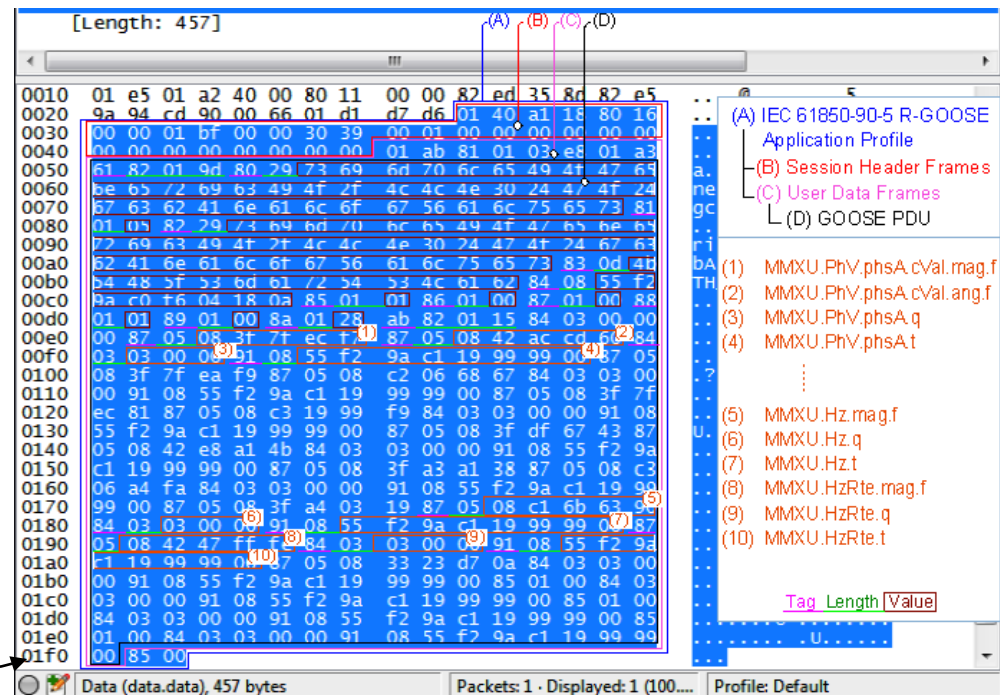 [Length: 457]
(A) (B) (C) (D)
0010 01 e5 01 a2 40 00 80 11 00 00 82 ed 35 8d 82 e5
0020 9a 94 cd 90 00 66 01 d1 d7 d6 01 40 a1 18 80 16
0030 00 00 01 bf 00 00 30 39 00 01 00 00 00 00 00 00
0040 00 00 00 00 00 00 00 00 01 ab 81 01 03 e8 01 a3
0050 61 82 01 9d 80 29 73 69 6d 70 6c 65 49 4f 47 65
0060 6e 65 72 69 63 49 4f 2f 4c 4c 4e 30 24 47 4f 24
0070 67 63 62 41 6e 61 6c 6f 67 56 61 6c 75 65 73 81
0080 01 05 82 29 73 69 6d 70 6c 65 49 4f 47 65 6e 65
0090 72 69 63 49 4f 2f 4c 4c 4e 30 24 47 4f 24 67 63
00a0 62 41 6e 61 6c 6f 67 56 61 6c 75 65 73 83 0d 4b
00b0 54 48 5f 53 6d 61 72 54 53 4c 61 62 84 08 55 f2
00c0 9a c0 f6 04 18 0a 85 01 01 86 01 00 87 01 00 88
00d0 01 01 89 01 00 8a 01 28 ab 82 01 15 84 03 00 00
00e0 00 87 05 08 3f 7f ec f7 (1) 87 05 08 42 ac 60 (2) 84
00f0 03 03 00 00 (3) 91 08 55 f2 9a c1 19 99 99 00 (4) 87 05
0100 08 3f 7f ea f9 87 05 08 c2 06 68 67 84 03 03 00
0110 00 91 08 55 f2 9a c1 19 99 99 00 87 05 08 3f 7f
0120 ec 81 87 05 08 c3 19 99 f9 84 03 03 00 00 91 08
0130 55 f2 9a c1 19 99 99 00 87 05 08 3f df 67 43 87
0140 05 08 42 e8 a1 4b 84 03 03 00 00 91 08 55 f2 9a
0150 c1 19 99 99 00 87 05 08 3f a3 a1 38 87 05 08 c3
0160 06 a4 fa 84 03 03 00 00 91 08 55 f2 9a c1 19 99
0170 99 00 87 05 08 3f a4 03 19 87 05 08 c1 6b (5)
0180 84 03 03 00 00 (6) 91 08 55 f2 9a c1 19 99 99 (7) 87
0190 05 08 42 47 ff (8) 84 03 03 00 00 (9) 91 08 55 f2 9a
01a0 c1 19 99 99 (10) 87 05 08 33 23 d7 0a 84 03 03 00
01b0 00 91 08 55 f2 9a c1 19 99 99 00 85 01 00 84 03
01c0 03 00 00 91 08 55 f2 9a c1 19 99 99 00 85 01 00
01d0 84 03 03 00 00 91 08 55 f2 9a c1 19 99 99 00 85
01e0 01 00 84 03 03 00 00 91 08 55 f2 9a c1 19 99 99
01f0 00 85 00
(A) IEC 61850-90-5 R-GOOSE
Application Profile
(B) Session Header Frames
(C) User Data Frames
(D) GOOSE PDU
(1) MMXU.PhV.phsA.cVal.mag.f
(2) MMXU.PhV.phsA.cVal.ang.f
(3) MMXU.PhV.phsA.q
(4) MMXU.PhV.phsA.t
(5) MMXU.Hz.mag.f
(6) MMXU.Hz.q
(7) MMXU.Hz.t
(8) MMXU.HzRte.mag.f
(9) MMXU.HzRte.q
(10) MMXU.HzRte.t
Tag Length Value
Data (data.data), 457 bytes Packets: 1 · Displayed: 1 (100.... Profile: Default